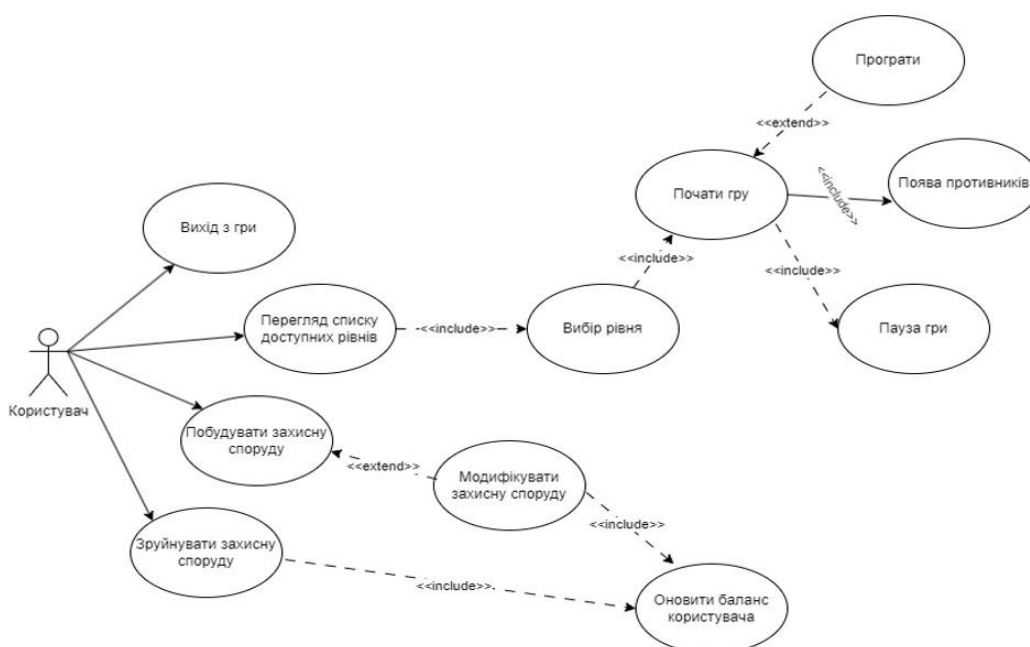 Програти
<<extend>>
Почати гру
<<include>>
Поява противників
Вихід з гри
<<include>>
<<include>>
Перегляд списку
доступних рівнів
<<include>>
Вибір рівня
Пауза гри
Користувач
Побудувати захисну
споруду
<<extend>>
Модифікувати
захисну споруду
<<include>>
Зруйнувати захисну
споруду
<<include>>
Оновити баланс
користувача